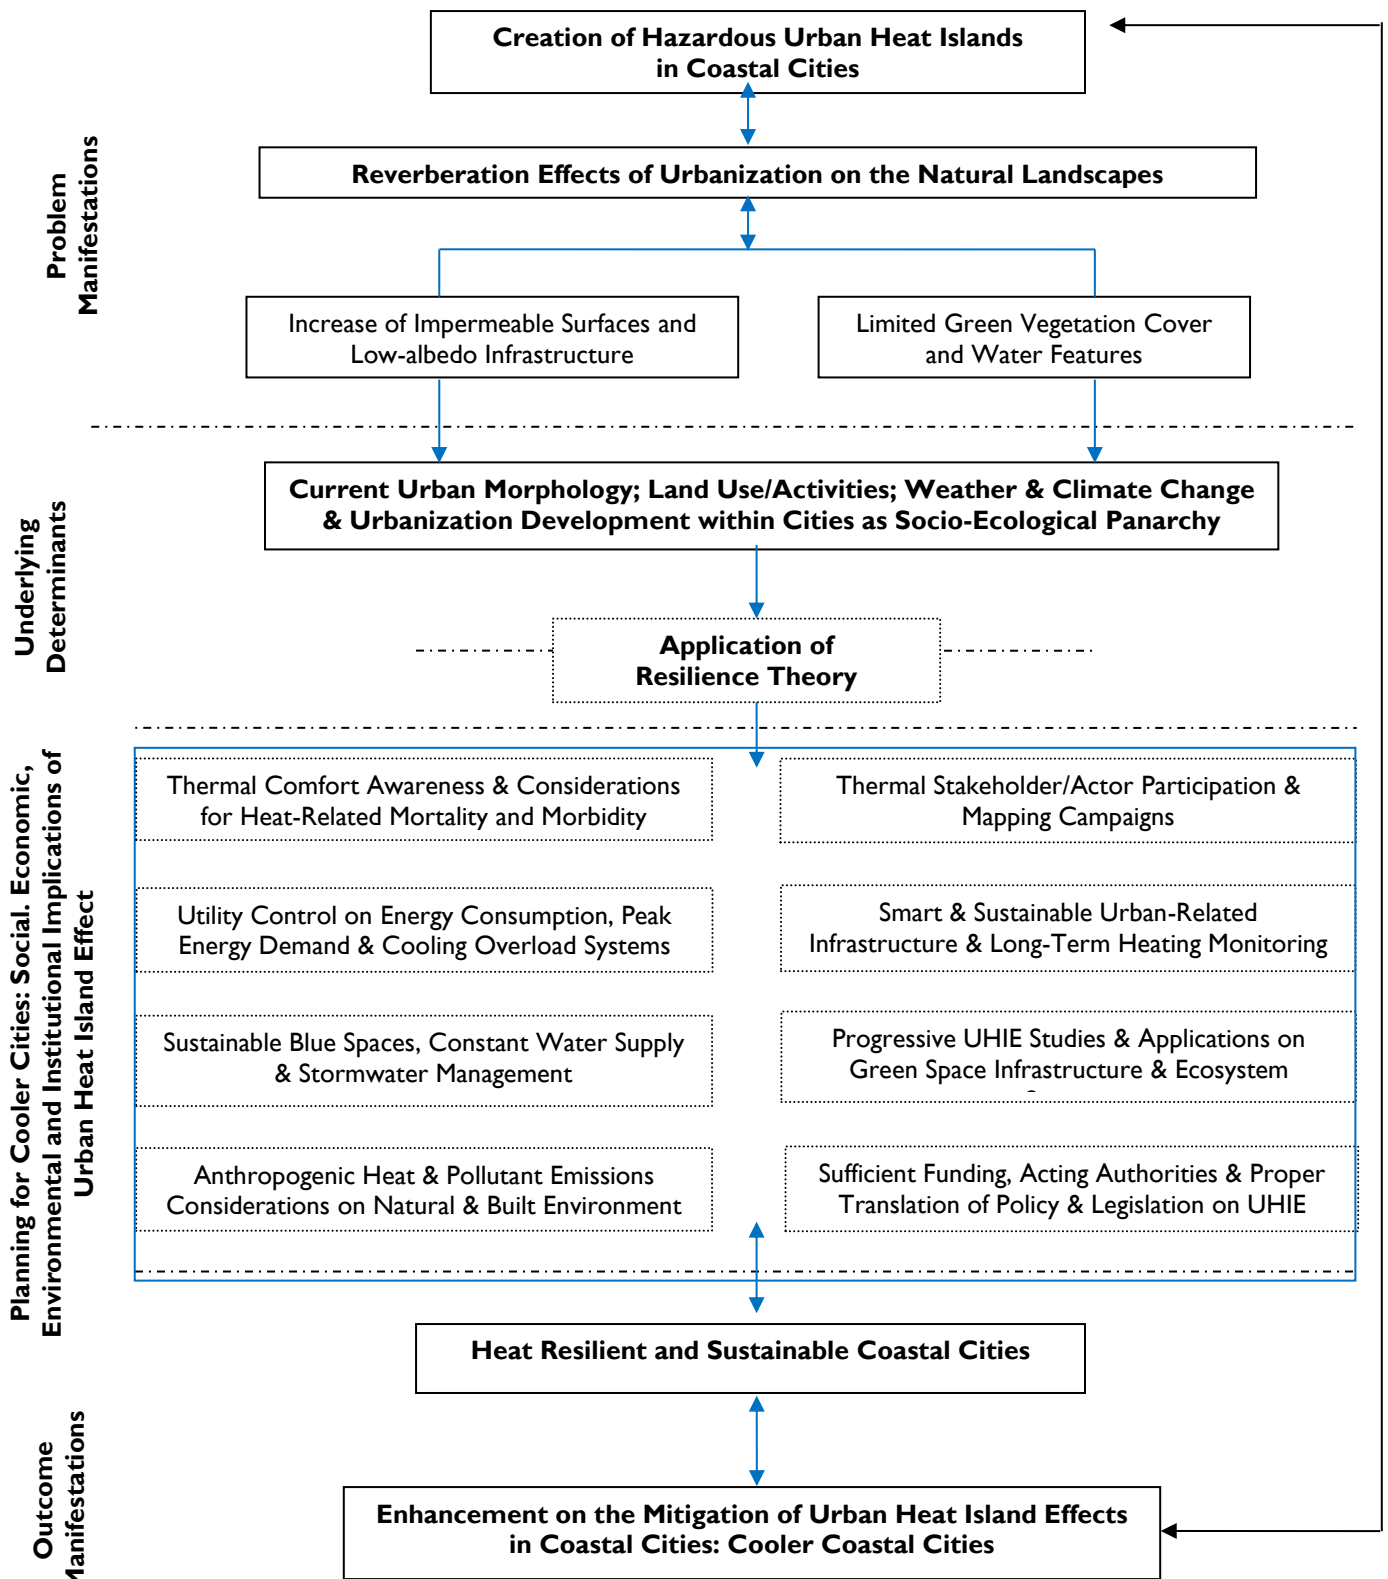 Creation of Hazardous Urban Heat Islands
in Coastal Cities
Problem
Manifestations
Reverberation Effects of Urbanization on the Natural Landscapes
Increase of Impermeable Surfaces and
Low-albedo Infrastructure
Limited Green Vegetation Cover
and Water Features
Underlying
Determinants
Current Urban Morphology; Land Use/Activities; Weather & Climate Change
& Urbanization Development within Cities as Socio-Ecological Panarchy
Application of
Resilience Theory
Planning for Cooler Cities: Social. Economic,
Environmental and Institutional Implications of
Urban Heat Island Effect
Thermal Comfort Awareness & Considerations
for Heat-Related Mortality and Morbidity
Thermal Stakeholder/Actor Participation &
Mapping Campaigns
Utility Control on Energy Consumption, Peak
Energy Demand & Cooling Overload Systems
Smart & Sustainable Urban-Related
Infrastructure & Long-Term Heating Monitoring
Sustainable Blue Spaces, Constant Water Supply
& Stormwater Management
Progressive UHIE Studies & Applications on
Green Space Infrastructure & Ecosystem
Anthropogenic Heat & Pollutant Emissions
Considerations on Natural & Built Environment
Sufficient Funding, Acting Authorities & Proper
Translation of Policy & Legislation on UHIE
Heat Resilient and Sustainable Coastal Cities
Outcome
Manifestations
Enhancement on the Mitigation of Urban Heat Island Effects
in Coastal Cities: Cooler Coastal Cities